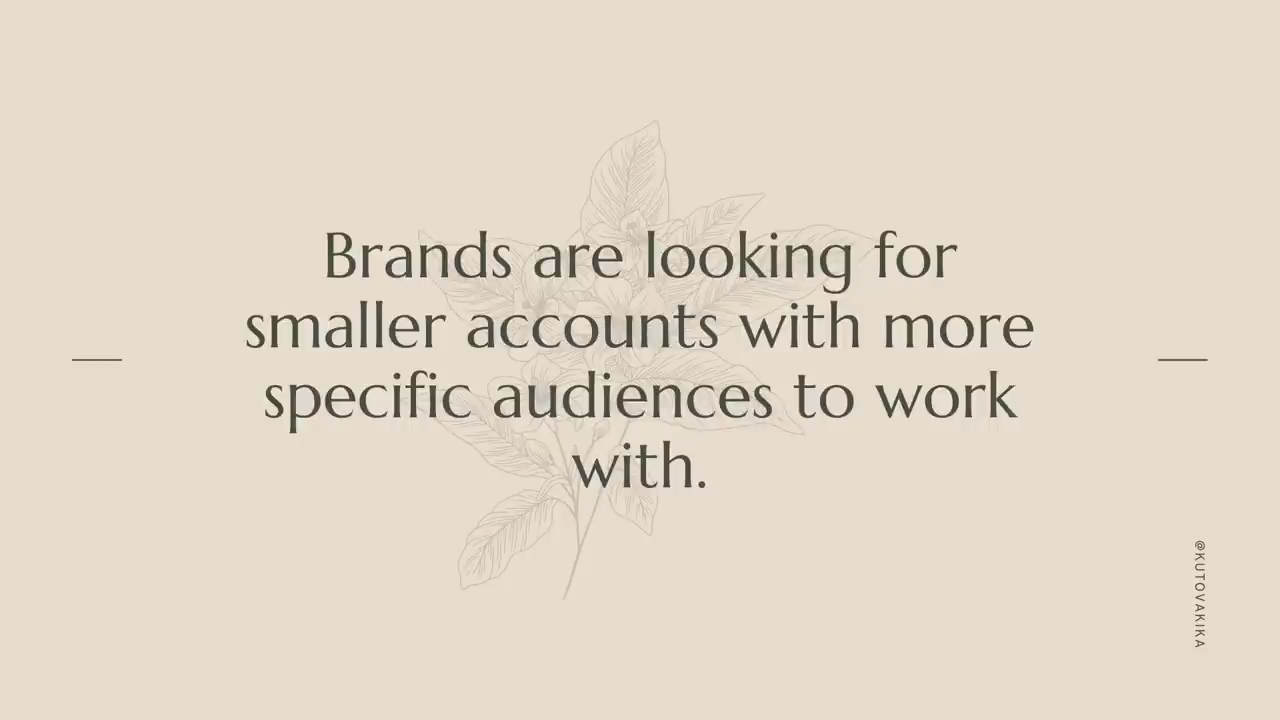 Brands are looking for
smaller accounts with more
specific audiences to work
with.
@KUTOVAKIKA